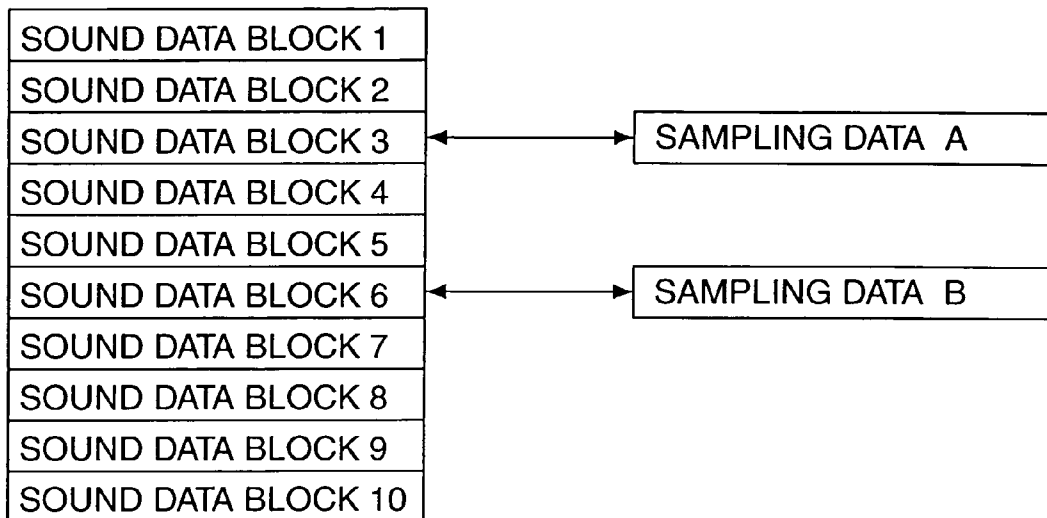 SOUND DATA BLOCK 1
SOUND DATA BLOCK 2
SOUND DATA BLOCK 3
SAMPLING DATA A
SOUND DATA BLOCK 4
SOUND DATA BLOCK 5
SOUND DATA BLOCK 6
SAMPLING DATA B
SOUND DATA BLOCK 7
SOUND DATA BLOCK 8
SOUND DATA BLOCK 9
SOUND DATA BLOCK 10